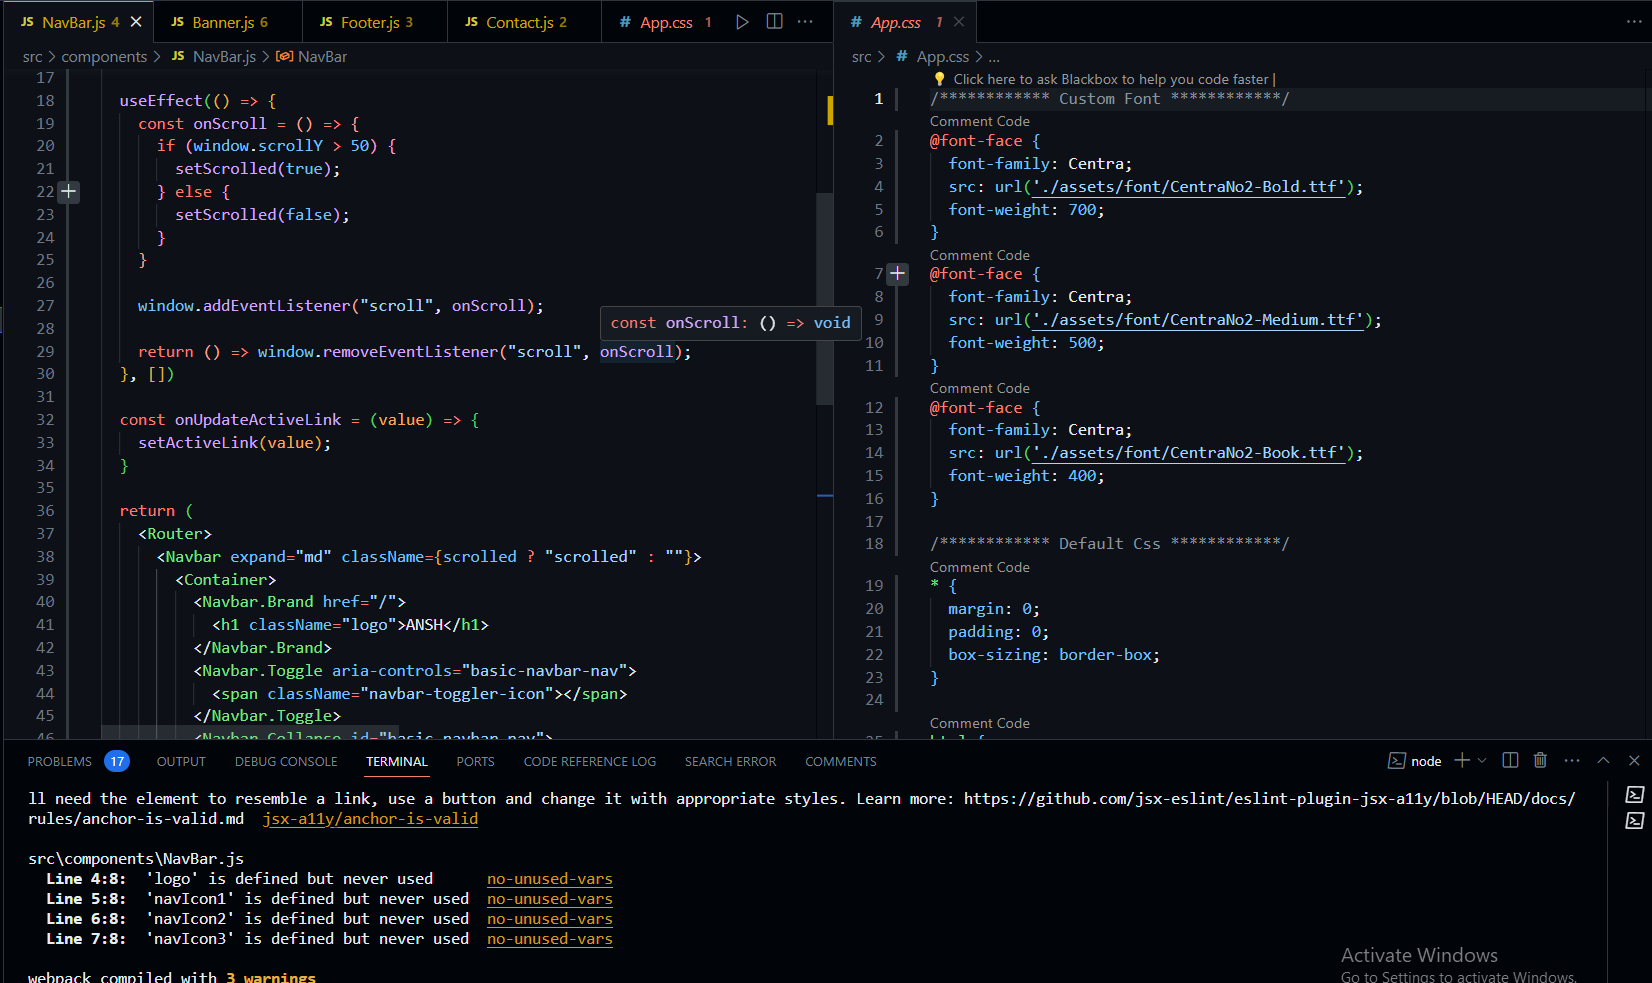 JS NavBar.js 4
JS Banner.js 6
JS Footer.js 3
JS Contact.js 2
# App.css 1
src > components > JS NavBar.js > NavBar
17
18 useEffect(() => {
19 const onScroll = () => {
20 if (window.scrollY > 50) {
21 setScrolled(true);
22 } else {
23 setScrolled(false);
24 }
25 }
26
27 window.addEventListener("scroll", onScroll);
28
const onScroll: () => void
29 return () => window.removeEventListener("scroll", onScroll);
30 }, [])
31
32 const onUpdateActiveLink = (value) => {
33 setActiveLink(value);
34 }
35
36 return (
37 <Router>
38 <Navbar expand="md" className={scrolled ? "scrolled" : ""}>
39 <Container>
40 <Navbar.Brand href="/">
41 <h1 className="logo">ANSH</h1>
42 </Navbar.Brand>
43 <Navbar.Toggle aria-controls="basic-navbar-nav">
44 <span className="navbar-toggler-icon"></span>
45 </Navbar.Toggle>
46 <Navbar.Collapse id="basic-navbar-nav">
# App.css 1
src > # App.css > ...
Click here to ask Blackbox to help you code faster |
1 /************ Custom Font ************/
Comment Code
2 @font-face {
3 font-family: Centra;
4 src: url('./assets/font/CentraNo2-Bold.ttf');
5 font-weight: 700;
6 }
Comment Code
7 @font-face {
8 font-family: Centra;
9 src: url('./assets/font/CentraNo2-Medium.ttf');
10 font-weight: 500;
11 }
Comment Code
12 @font-face {
13 font-family: Centra;
14 src: url('./assets/font/CentraNo2-Book.ttf');
15 font-weight: 400;
16 }
17
18 /************ Default Css ************/
Comment Code
19 * {
20 margin: 0;
21 padding: 0;
22 box-sizing: border-box;
23 }
24
Comment Code
25 html {
PROBLEMS 17 OUTPUT DEBUG CONSOLE TERMINAL PORTS CODE REFERENCE LOG SEARCH ERROR COMMENTS
node
ll need the element to resemble a link, use a button and change it with appropriate styles. Learn more: https://github.com/jsx-eslint/eslint-plugin-jsx-a11y/blob/HEAD/docs/
rules/anchor-is-valid.md jsx-a11y/anchor-is-valid
src\components\NavBar.js
Line 4:8: 'logo' is defined but never used no-unused-vars
Line 5:8: 'navIcon1' is defined but never used no-unused-vars
Line 6:8: 'navIcon2' is defined but never used no-unused-vars
Line 7:8: 'navIcon3' is defined but never used no-unused-vars
webpack compiled with 3 warnings
Activate Windows
Go to Settings to activate Windows.